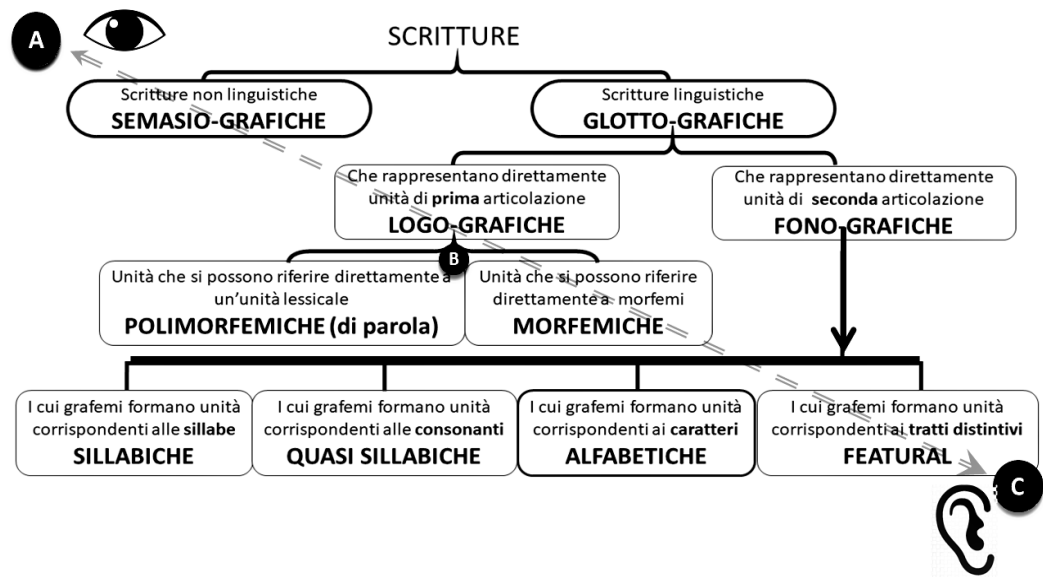 A
SCRITTURE
Scritture non linguistiche
SEMASIO-GRAFICHE
Scritture linguistiche
GLOTTO-GRAFICHE
Che rappresentano direttamente
unità di prima articolazione
LOGO-GRAFICHE
Che rappresentano direttamente
unità di seconda articolazione
FONO-GRAFICHE
B
Unità che si possono riferire direttamente a
un'unità lessicale
POLIMORFEMICHE (di parola)
Unità che si possono riferire
direttamente a morfemi
MORFEMICHE
I cui grafemi formano unità
corrispondenti alle sillabe
SILLABICHE
I cui grafemi formano unità
corrispondenti alle consonanti
QUASI SILLABICHE
I cui grafemi formano unità
corrispondenti ai caratteri
ALFABETICHE
I cui grafemi formano unità
corrispondenti ai tratti distintivi
FEATURAL
C